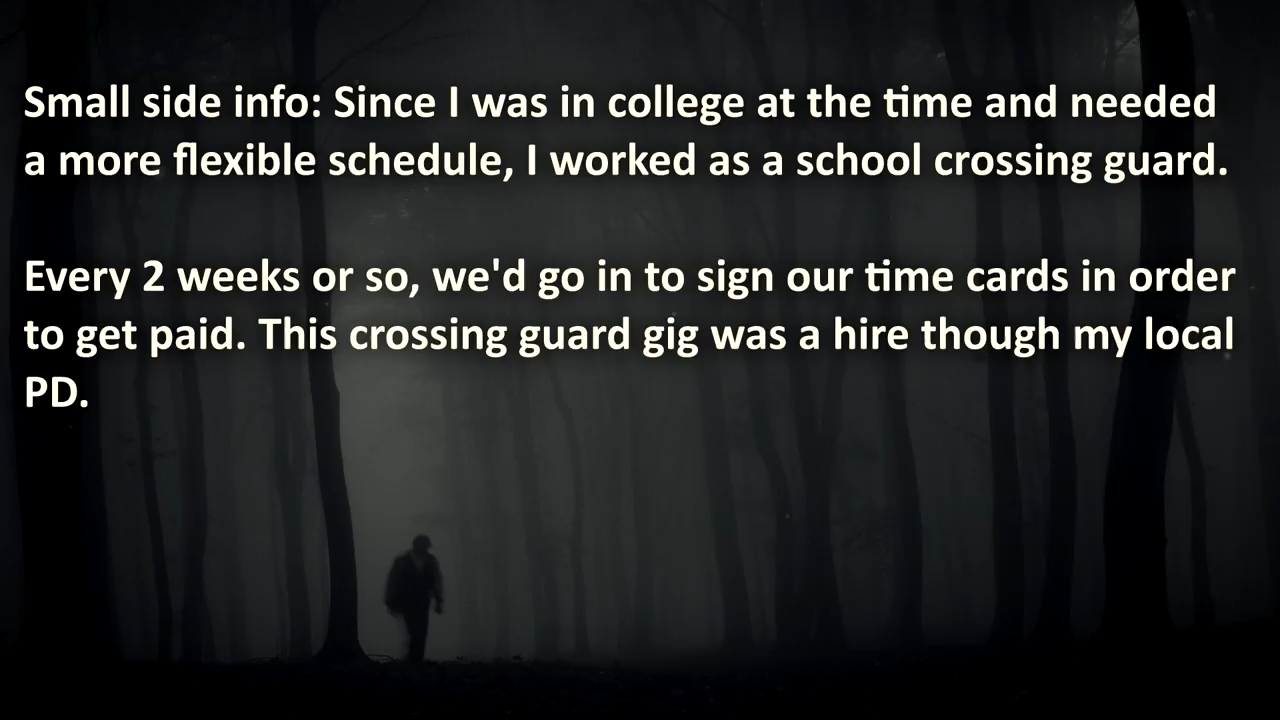 Small side info: Since I was in college at the time and needed
a more flexible schedule, I worked as a school crossing guard.
Every 2 weeks or so, we'd go in to sign our time cards in order
to get paid. This crossing guard gig was a hire though my local
PD.